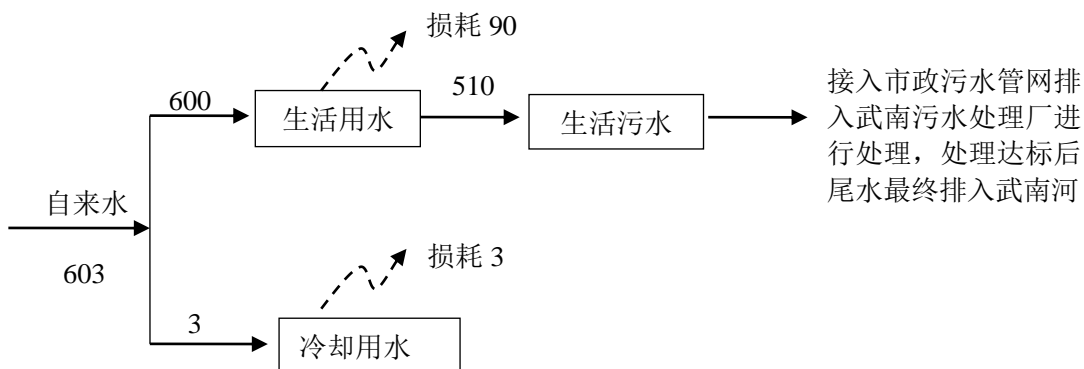 损耗 90
600
生活用水
510
生活污水
接入市政污水管网排
入武南污水处理厂进
行处理，处理达标后
尾水最终排入武南河
自来水
603
损耗 3
3
冷却用水